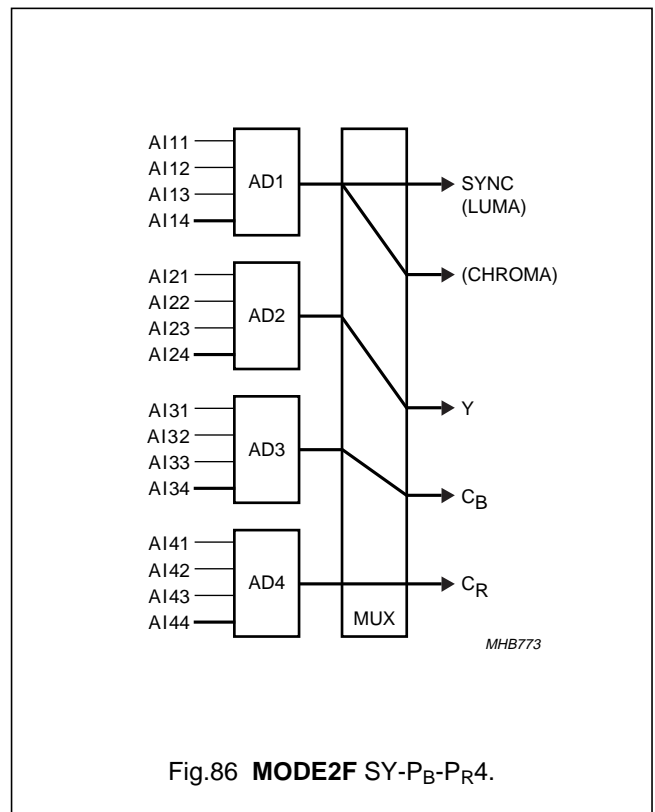 AI11
AI12
AI13
AI14
AD1
SYNC
(LUMA)
(CHROMA)
AI21
AI22
AI23
AI24
AD2
Y
AI31
AI32
AI33
AI34
AD3
CB
AI41
AI42
AI43
AI44
AD4
CR
MUX
MHB773
Fig.86 MODE2F SY-PB-PR4.